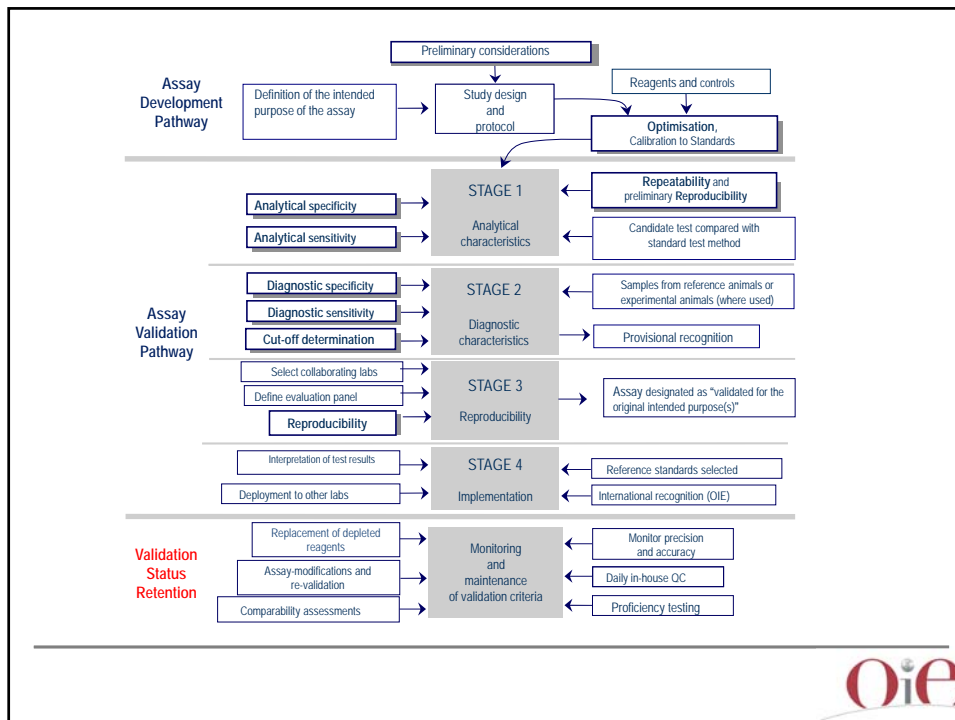 Preliminary considerations
Assay
Development
Pathway
Definition of the intended
purpose of the assay
Study design
and
protocol
Reagents and controls
Optimisation,
Calibration to Standards
STAGE 1
Analytical
characteristics
Analytical specificity
Analytical sensitivity
Repeatability and
preliminary Reproducibility
Candidate test compared with
standard test method
Assay
Validation
Pathway
Diagnostic specificity
Diagnostic sensitivity
Cut-off determination
STAGE 2
Diagnostic
characteristics
Samples from reference animals or
experimental animals (where used)
Provisional recognition
Select collaborating labs
Define evaluation panel
Reproducibility
STAGE 3
Reproducibility
Assay designated as “validated for the
original intended purpose(s)”
Interpretation of test results
Deployment to other labs
STAGE 4
Implementation
Reference standards selected
International recognition (OIE)
Validation
Status
Retention
Replacement of depleted
reagents
Assay-modifications and
re-validation
Comparability assessments
Monitoring
and
maintenance
of validation criteria
Monitor precision
and accuracy
Daily in-house QC
Proficiency testing
OiE